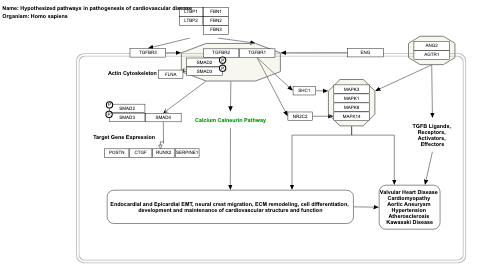 Name: Hypothesized pathways in pathogenesis of cardiovascular disease
Organism: Homo sapiens
LTBP1
FBN1
LTBP2
FBN2
FBN3
TGFBR3
TGFBR2
TGFBR1
ENG
ANG2
AGTR1
SMAD2
P
SMAD3
P
Actin Cytoskeleton
FLNA
SHC1
MAPK3
MAPK1
MAPK8
MAPK14
NR2C2
P
SMAD2
P
SMAD3
SMAD4
Calcium Calcineurin Pathway
TGFB Ligands,
Receptors,
Activators,
Effectors
Target Gene Expression
POSTN
CTGF
RUNX2
SERPINE1
Endocardial and Epicardial EMT, neural crest migration, ECM remodeling, cell differentiation,
development and maintenance of cardiovascular structure and function
Valvular Heart Disease
Cardiomyopathy
Aortic Aneurysm
Hypertension
Atherosclerosis
Kawasaki Disease